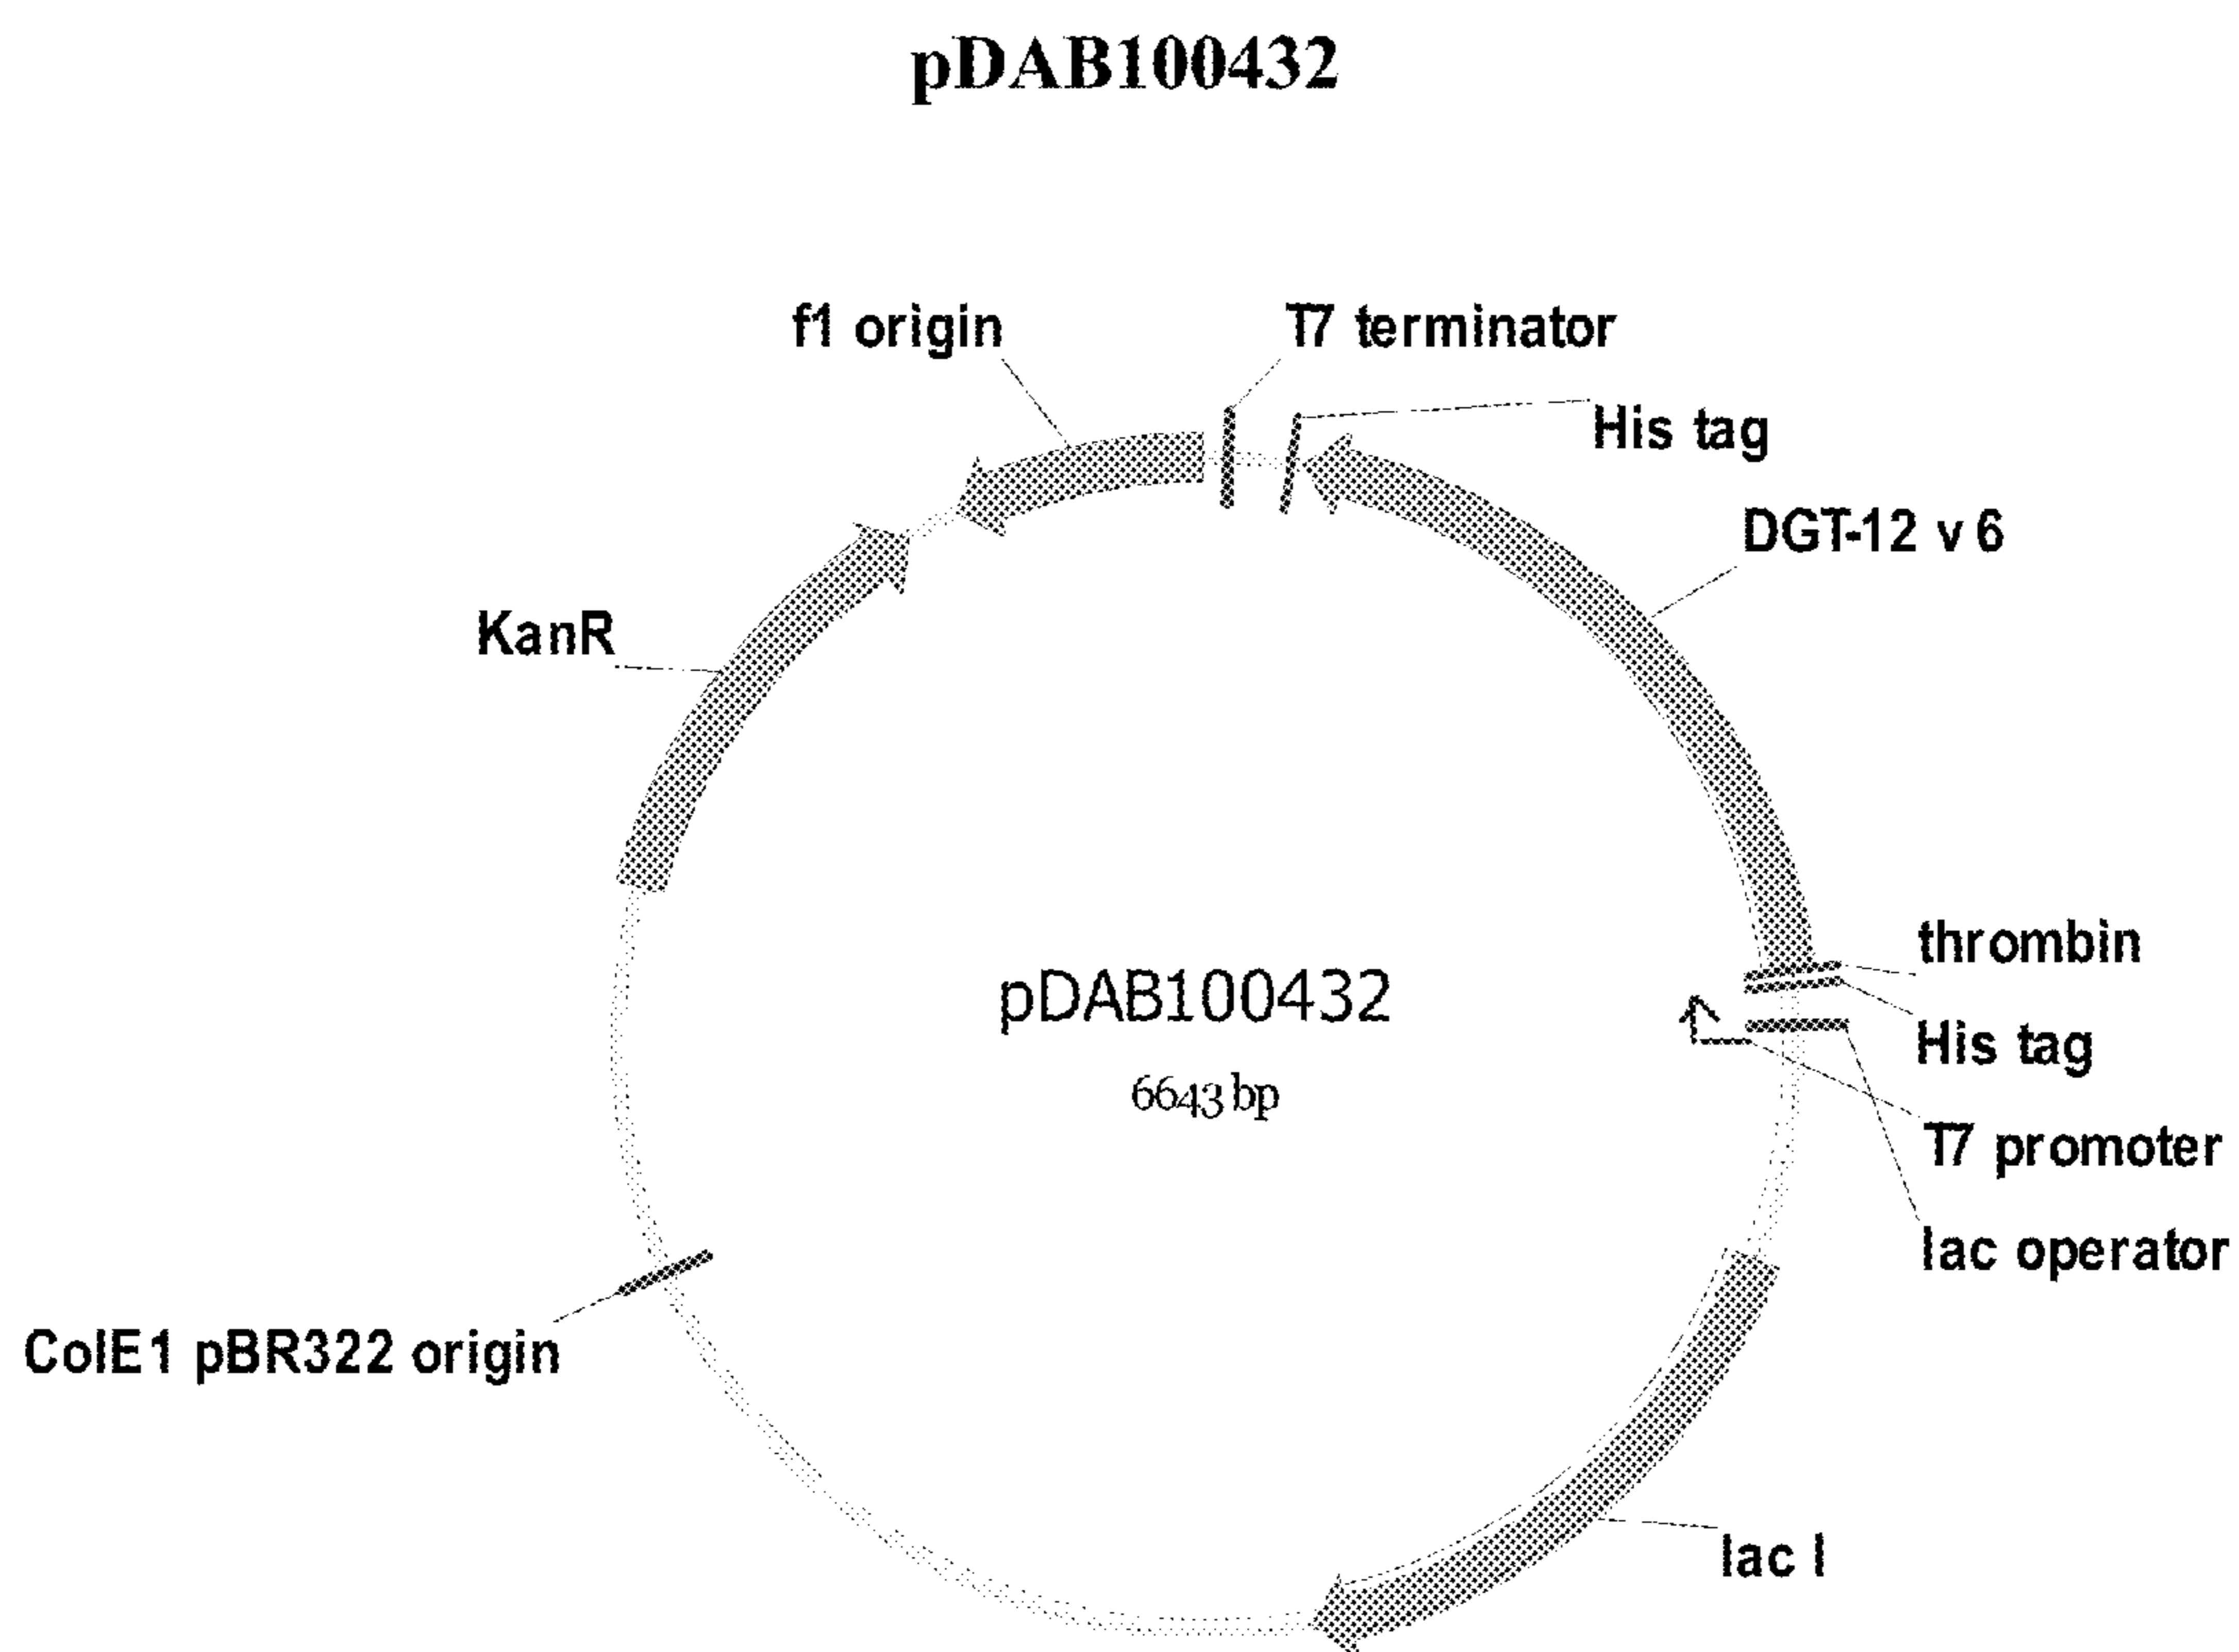 pDAB100432
f1 origin
T7 terminator
His tag
DGT-12 v 6
KanR
thrombin
pDAB100432
His tag
6643 bp
T7 promoter
lac operator
ColE1 pBR322 origin
lac I